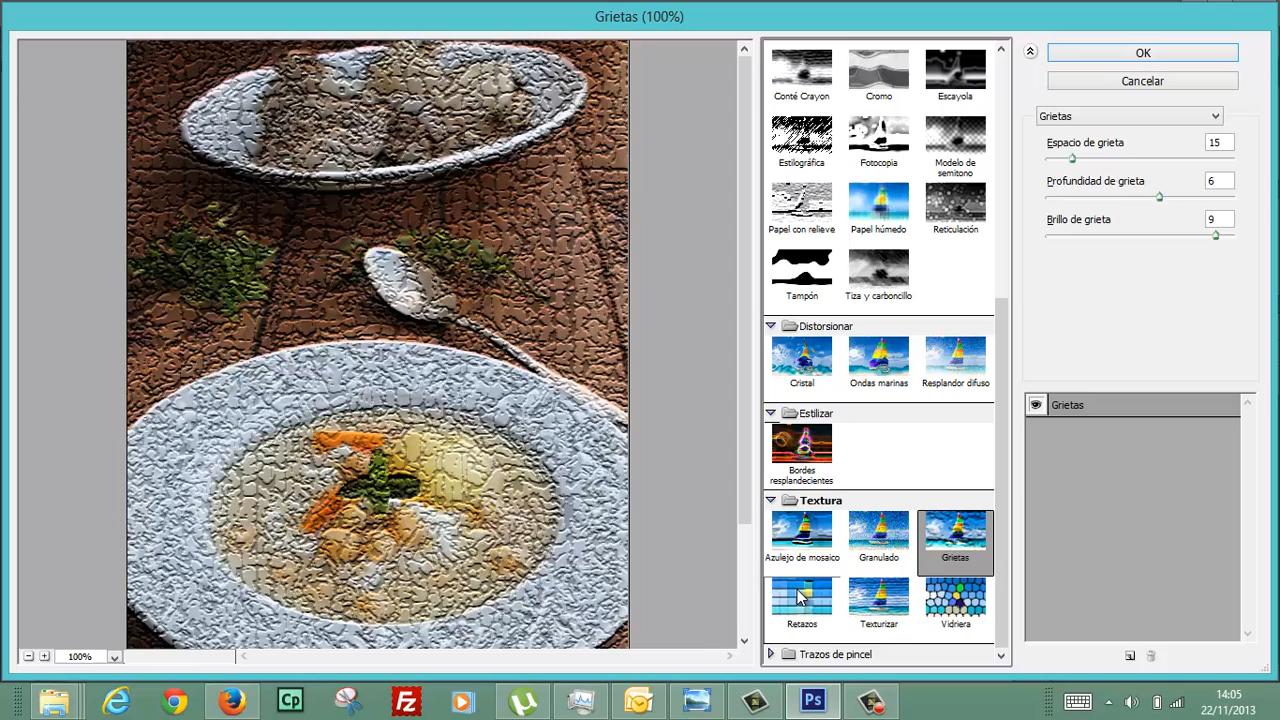 Grietas (100%)
Conté Crayon
Cromo
Escayola
Estilográfica
Fotocopia
Modelo de
semitono
Papel con relieve
Papel húmedo
Reticulación
Tampón
Tiza y carboncillo
Distorsionar
Cristal
Ondas marinas
Resplandor difuso
Estilizar
Bordes
resplandecientes
Textura
Azulejo de mosaico
Granulado
Grietas
Retazos
Texturizar
Vidriera
Trazos de pincel
OK
Cancelar
Grietas
Espacio de grieta 15
Profundidad de grieta 6
Brillo de grieta 9
Grietas
100%
Cp
Fz
Ps
14:05
22/11/2013